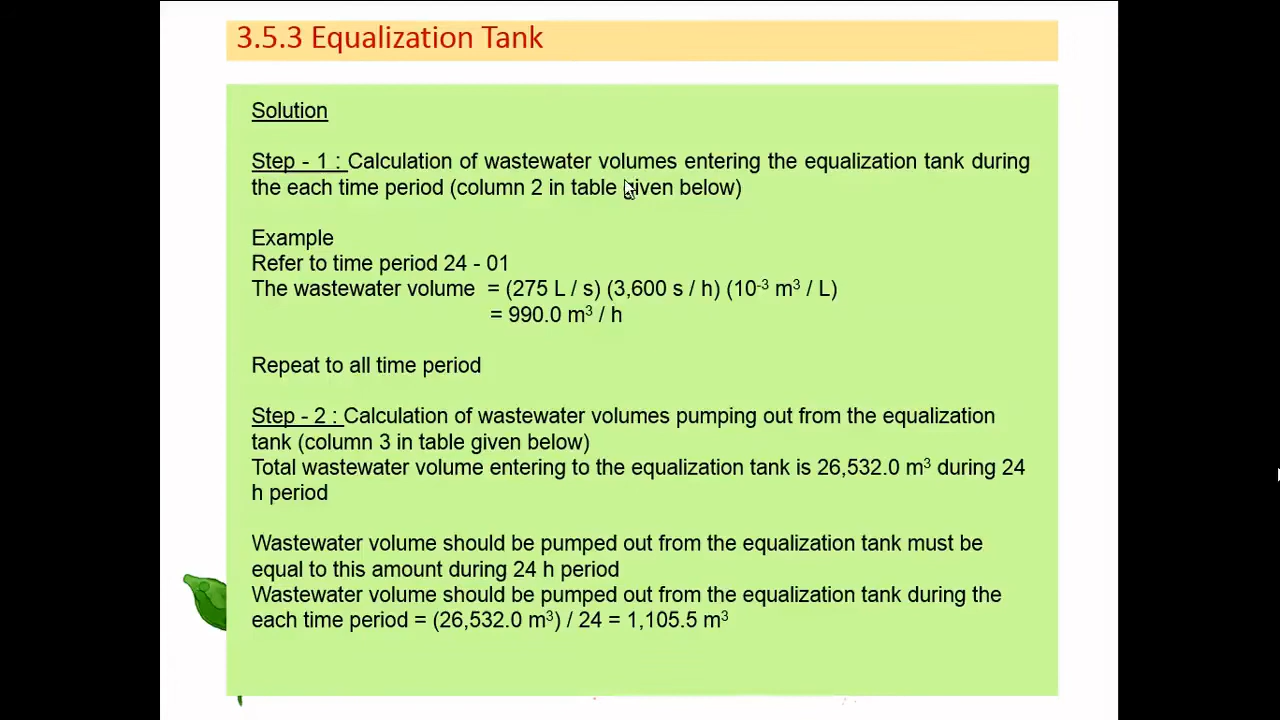 3.5.3 Equalization Tank
Solution
Step - 1 : Calculation of wastewater volumes entering the equalization tank during
the each time period (column 2 in table given below)
Example
Refer to time period 24 - 01
The wastewater volume = (275 L / s) (3,600 s / h) (10⁻³ m³ / L)
= 990.0 m³ / h
Repeat to all time period
Step - 2 : Calculation of wastewater volumes pumping out from the equalization
tank (column 3 in table given below)
Total wastewater volume entering to the equalization tank is 26,532.0 m³ during 24
h period
Wastewater volume should be pumped out from the equalization tank must be
equal to this amount during 24 h period
Wastewater volume should be pumped out from the equalization tank during the
each time period = (26,532.0 m³) / 24 = 1,105.5 m³